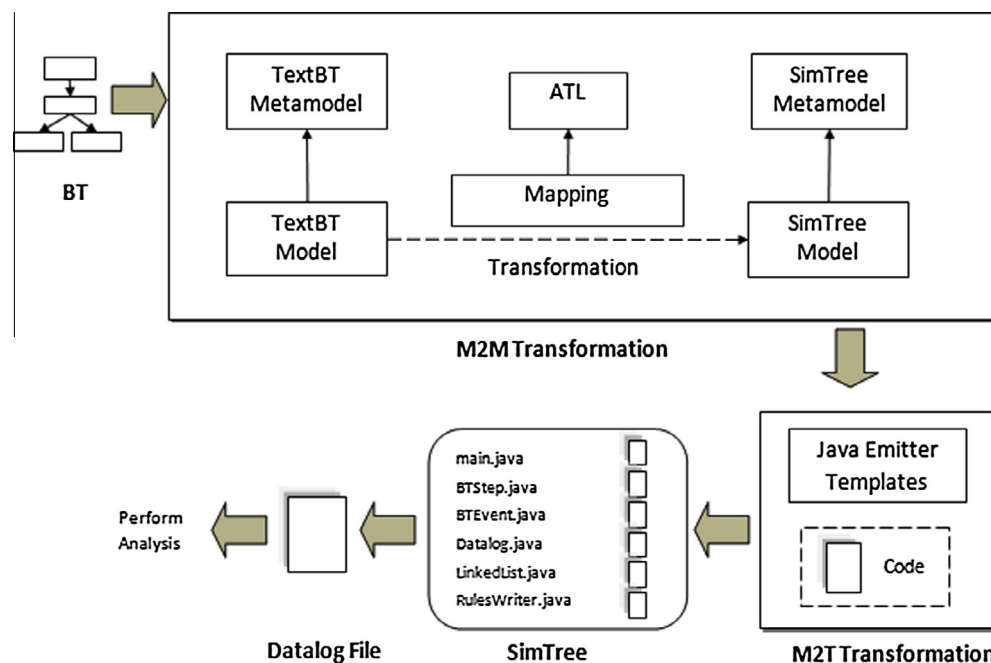 TextBT
Metamodel
ATL
SimTree
Metamodel
BT
Mapping
TextBT
Model
SimTree
Model
Transformation
M2M Transformation
Java Emitter
Templates
Code
M2T Transformation
main.java
BTStep.java
BTEvent.java
Datalog.java
LinkedList.java
RulesWriter.java
SimTree
Datalog File
Perform
Analysis